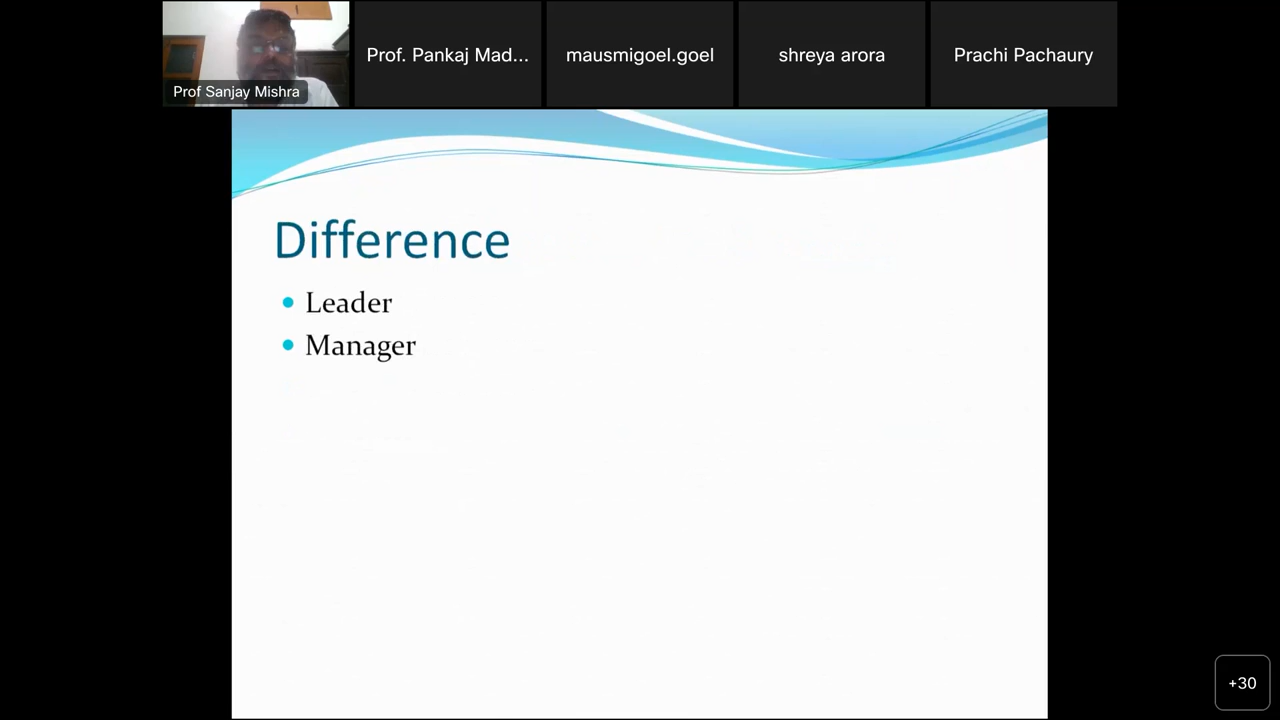 Prof Sanjay Mishra
Prof. Pankaj Mad...
mausmigoel.goel
shreya arora
Prachi Pachaury
Difference
Leader
Manager
+30